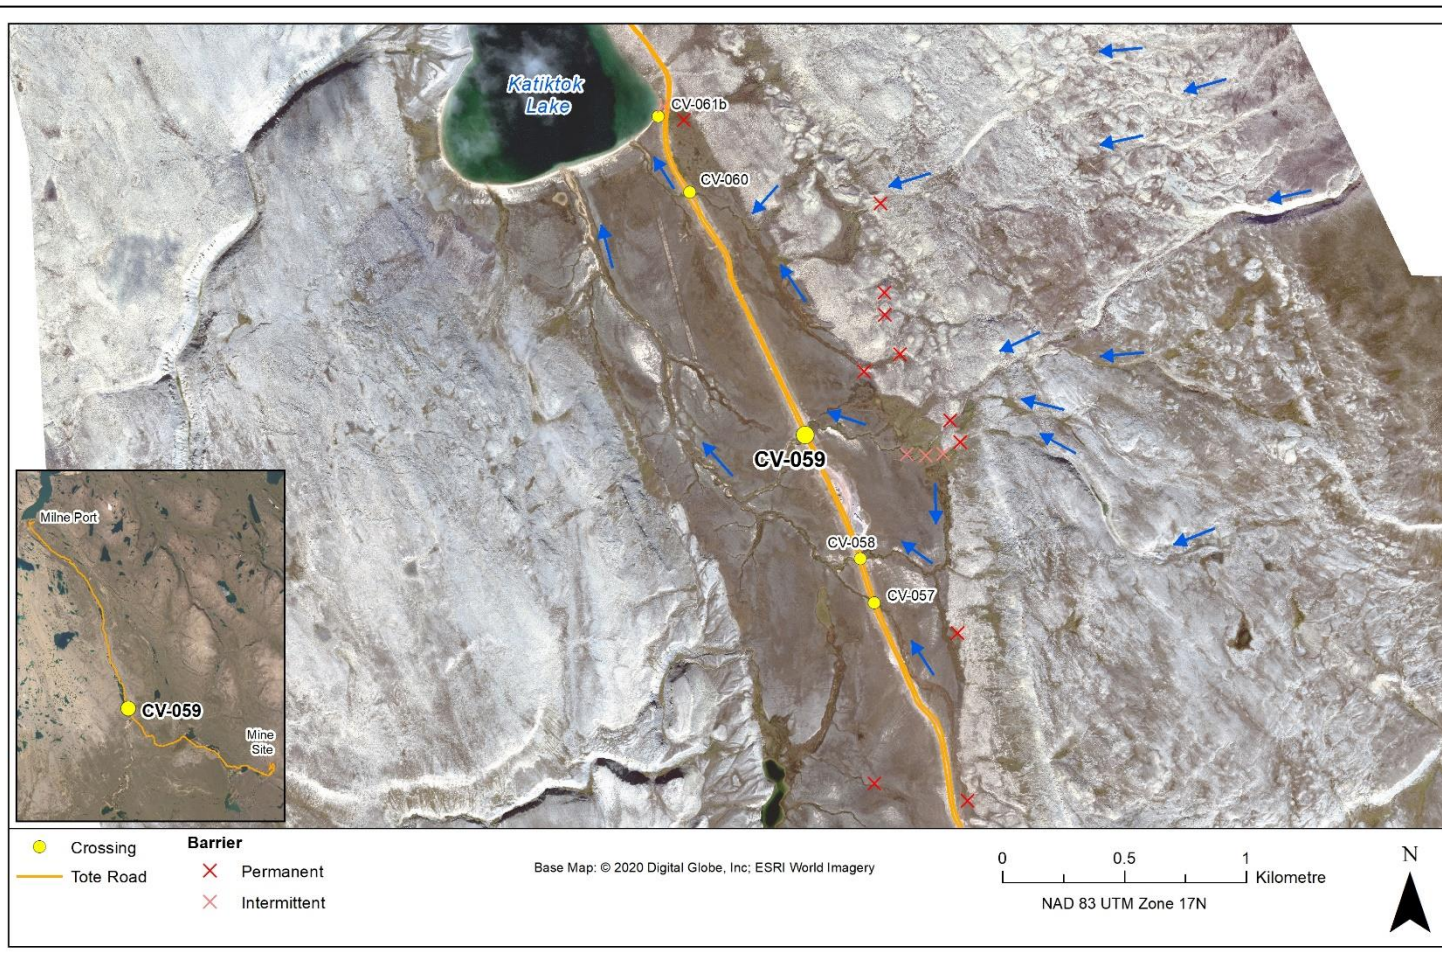 Katiktok
Lake
CV-061b
CV-060
CV-059
CV-058
CV-057
Milne Port
CV-059
Mine
Site
Crossing
Tote Road
Barrier
Permanent
Intermittent
Base Map: © 2020 Digital Globe, Inc; ESRI World Imagery
0 0.5 1
Kilometre
NAD 83 UTM Zone 17N
N